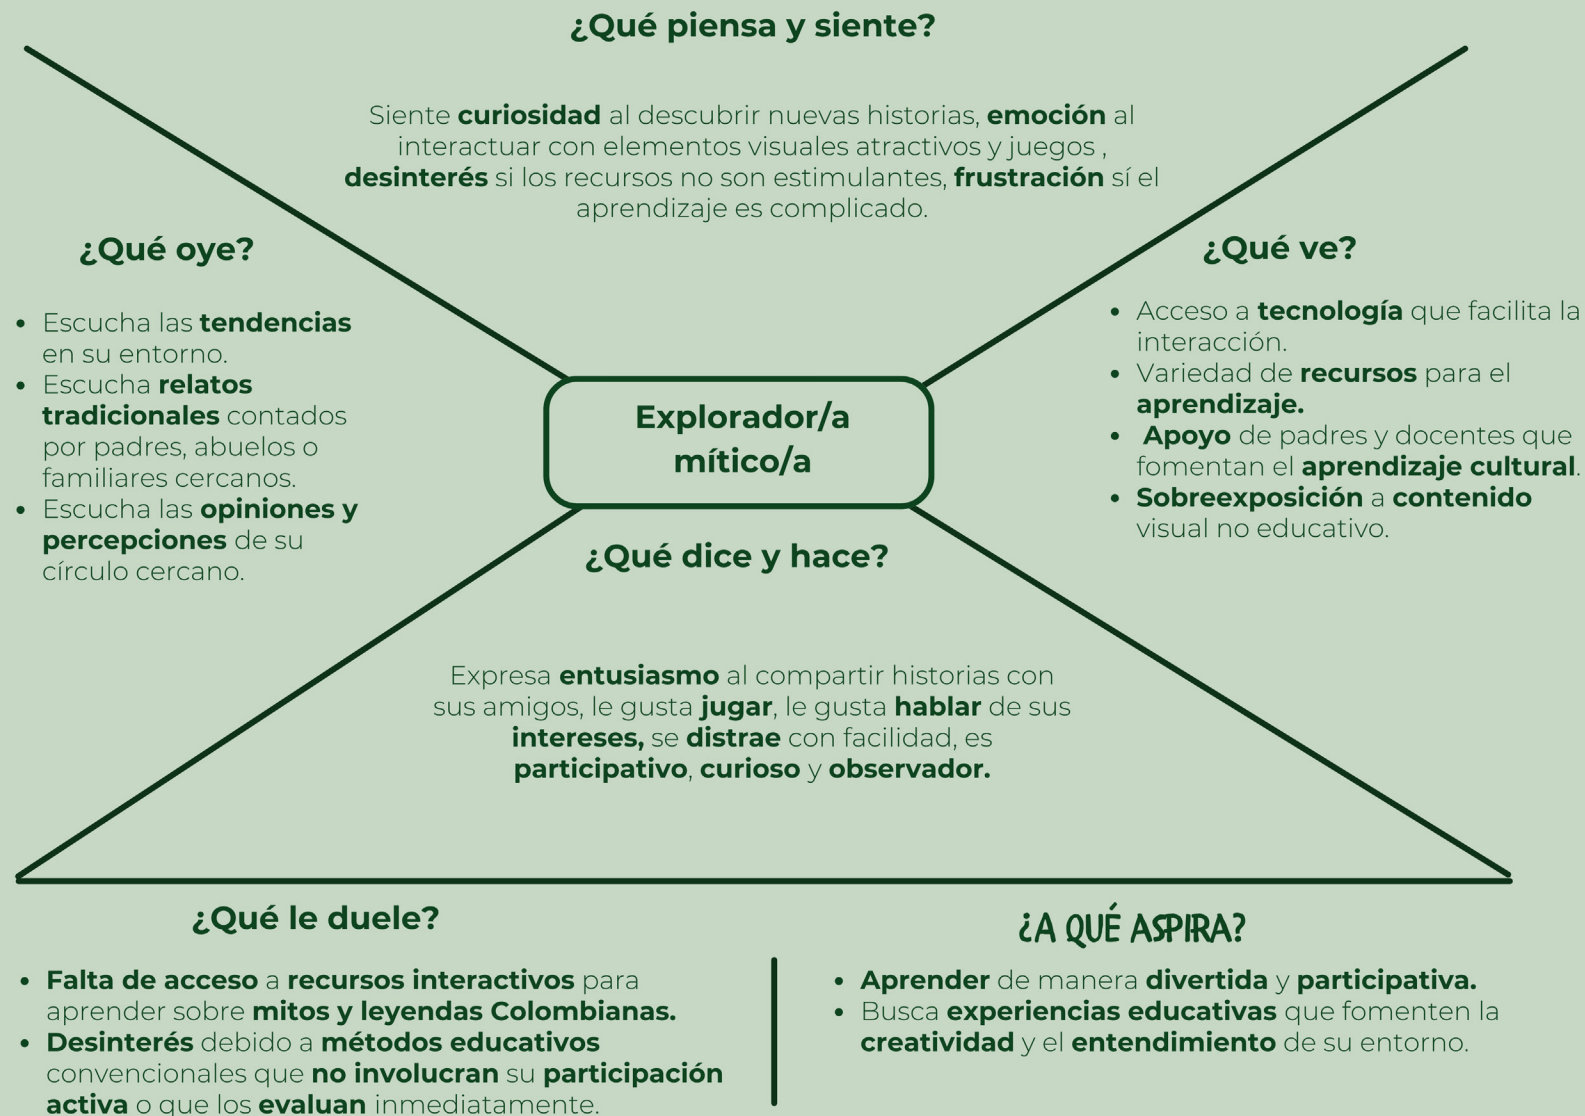 ¿Qué piensa y siente?
Siente curiosidad al descubrir nuevas historias, emoción al
interactuar con elementos visuales atractivos y juegos ,
desinterés si los recursos no son estimulantes, frustración sí el
aprendizaje es complicado.
¿Qué oye?
• Escucha las tendencias
en su entorno.
• Escucha relatos
tradicionales contados
por padres, abuelos o
familiares cercanos.
• Escucha las opiniones y
percepciones de su
círculo cercano.
¿Qué ve?
• Acceso a tecnología que facilita la
interacción.
• Variedad de recursos para el
aprendizaje.
• Apoyo de padres y docentes que
fomentan el aprendizaje cultural.
• Sobreexposición a contenido
visual no educativo.
Explorador/a
mítico/a
¿Qué dice y hace?
Expresa entusiasmo al compartir historias con
sus amigos, le gusta jugar, le gusta hablar de sus
intereses, se distrae con facilidad, es
participativo, curioso y observador.
¿Qué le duele?
• Falta de acceso a recursos interactivos para
aprender sobre mitos y leyendas Colombianas.
• Desinterés debido a métodos educativos
convencionales que no involucran su participación
activa o que los evaluan inmediatamente.
¿A QUÉ ASPIRA?
• Aprender de manera divertida y participativa.
• Busca experiencias educativas que fomenten la
creatividad y el entendimiento de su entorno.